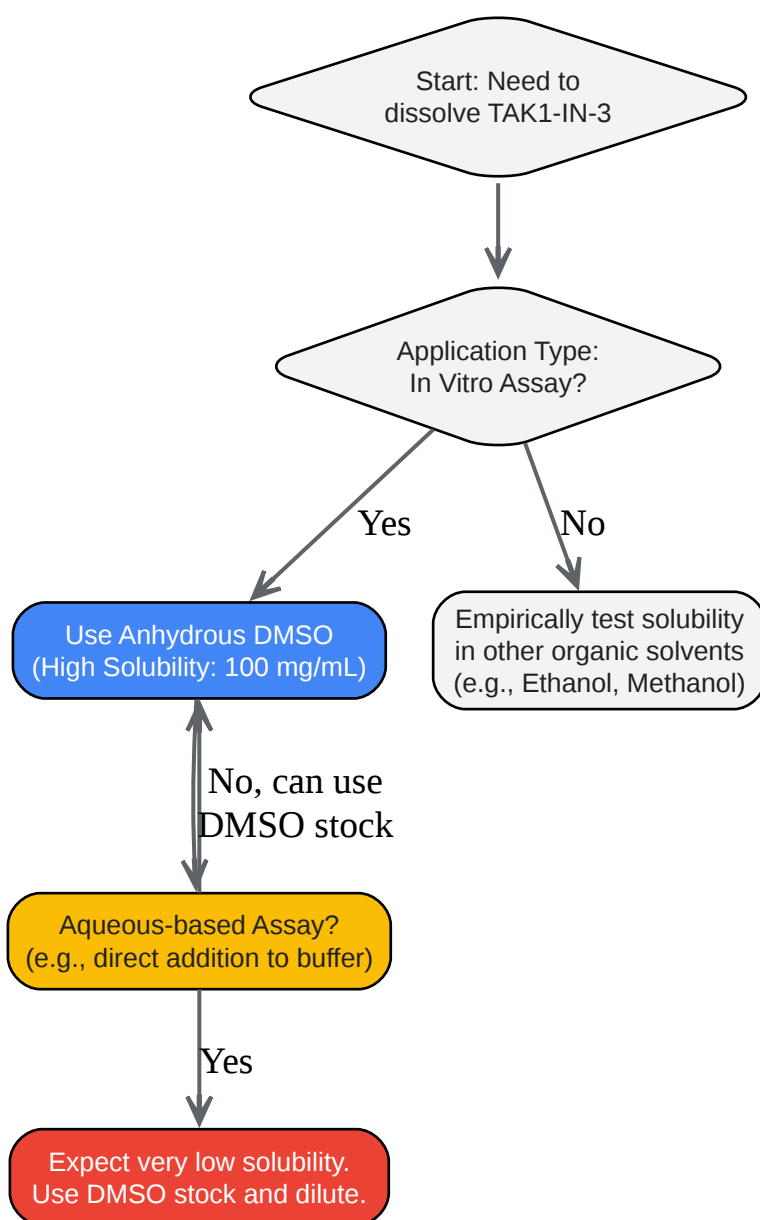 Start: Need to
dissolve TAK1-IN-3
Application Type:
In Vitro Assay?
Yes
No
Use Anhydrous DMSO
(High Solubility: 100 mg/mL)
Empirically test solubility
in other organic solvents
(e.g., Ethanol, Methanol)
No, can use
DMSO stock
Aqueous-based Assay?
(e.g., direct addition to buffer)
Yes
Expect very low solubility.
Use DMSO stock and dilute.